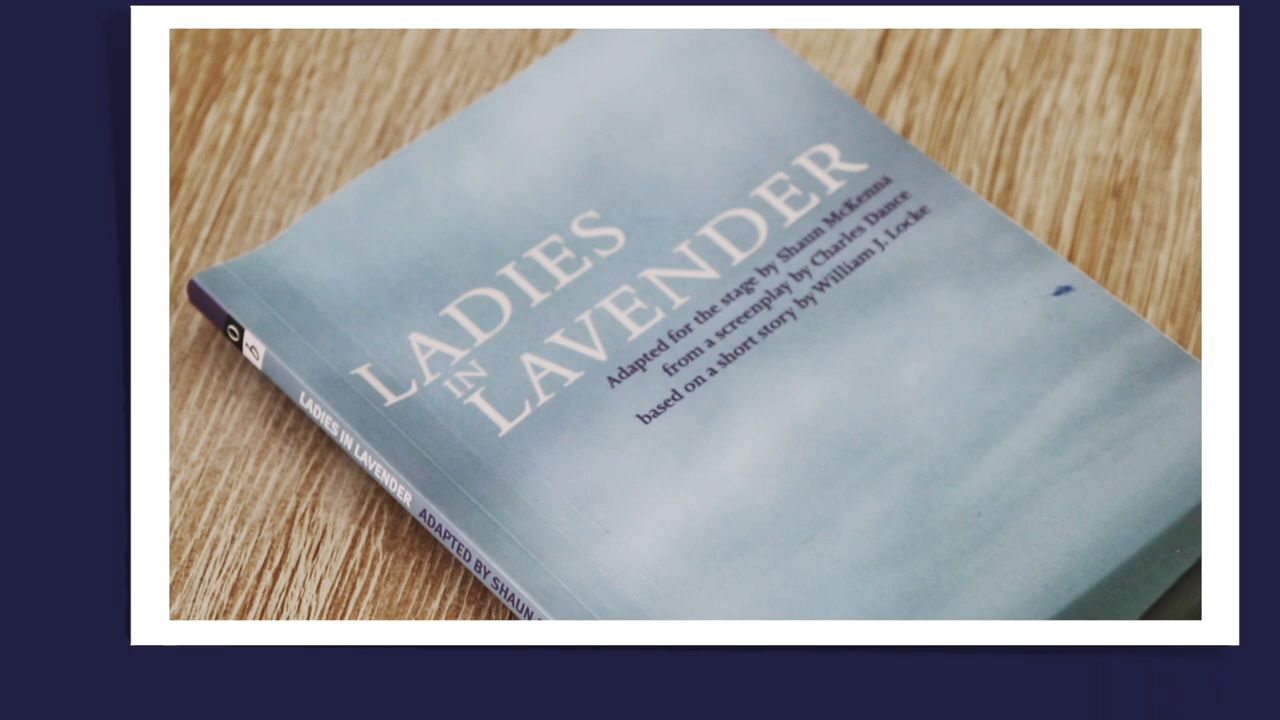 LADIES
IN
LAVENDER
Adapted for the stage by Shaun McKenna
from a screenplay by Charles Dance
based on a short story by William J. Locke
LADIES IN LAVENDER ADAPTED BY SHAUN